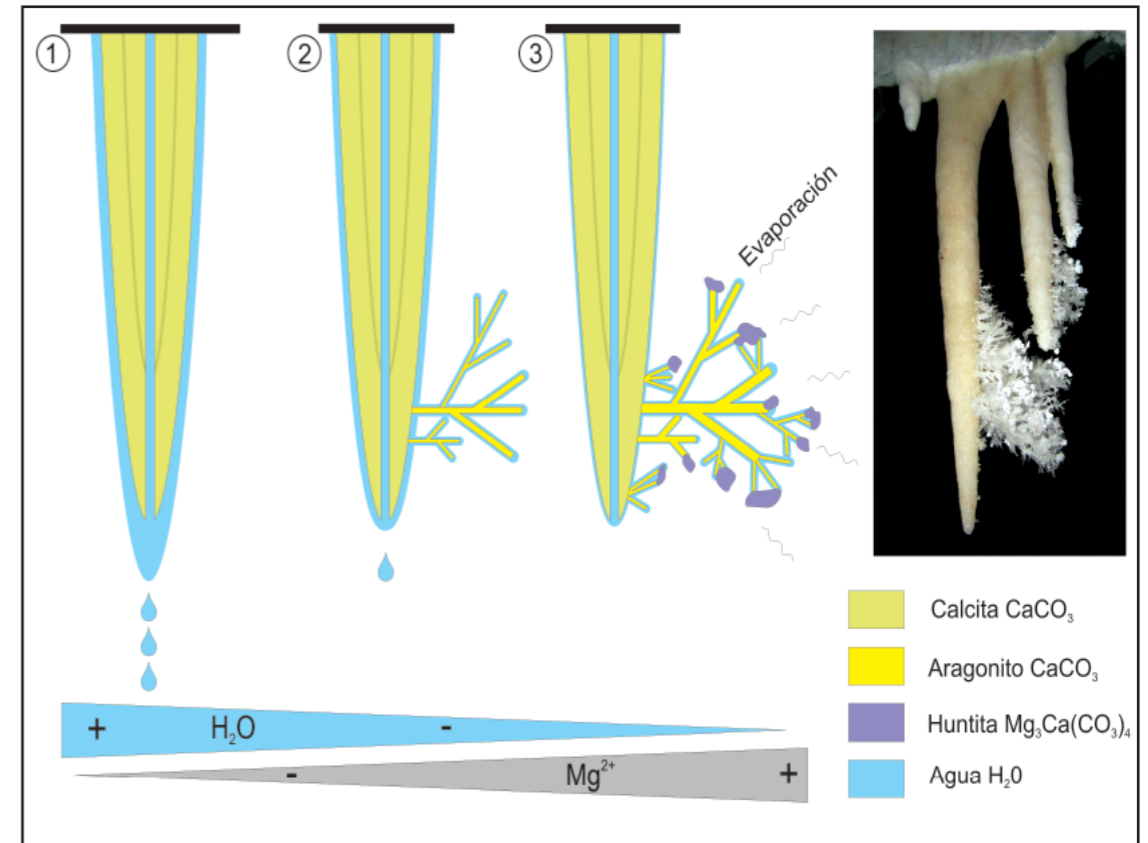 1
2
3
Evaporación
Calcita CaCO₃
Aragonito CaCO₃
Huntita Mg₃Ca(CO₃)₄
Agua H₂0
+ H₂O -
- Mg²⁺ +